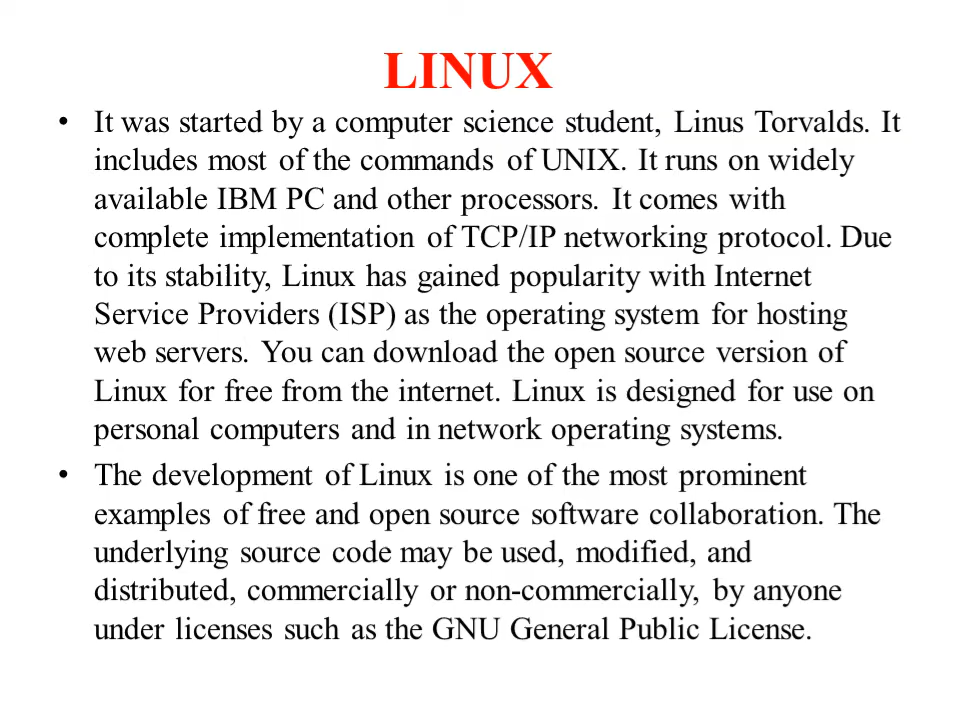 LINUX
• It was started by a computer science student, Linus Torvalds. It
includes most of the commands of UNIX. It runs on widely
available IBM PC and other processors. It comes with
complete implementation of TCP/IP networking protocol. Due
to its stability, Linux has gained popularity with Internet
Service Providers (ISP) as the operating system for hosting
web servers. You can download the open source version of
Linux for free from the internet. Linux is designed for use on
personal computers and in network operating systems.
• The development of Linux is one of the most prominent
examples of free and open source software collaboration. The
underlying source code may be used, modified, and
distributed, commercially or non-commercially, by anyone
under licenses such as the GNU General Public License.